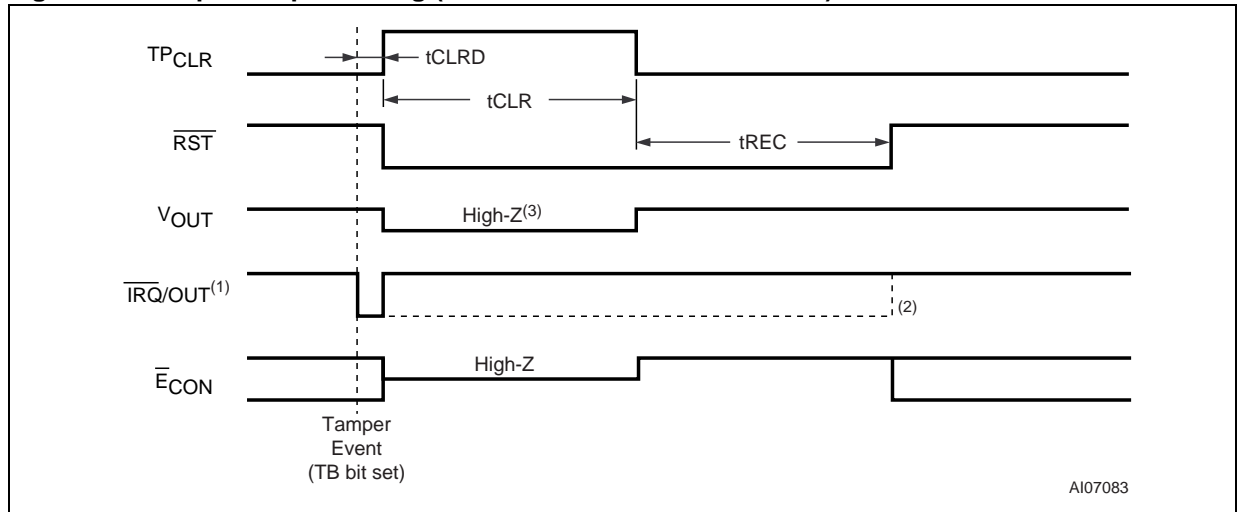 TPCLR
tCLRD
tCLR
RST
tREC
VOUT
High-Z(3)
IRQ/OUT(1)
(2)
ECON
High-Z
Tamper
Event
(TB bit set)
AI07083